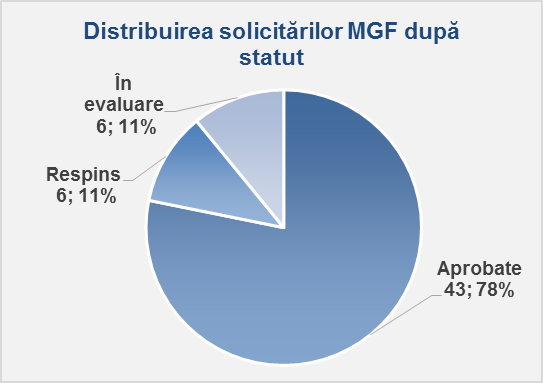 Distribuirea solicitărilor MGF după
statut
În
evaluare
6; 11%
Respins
6; 11%
Aprobate
43; 78%